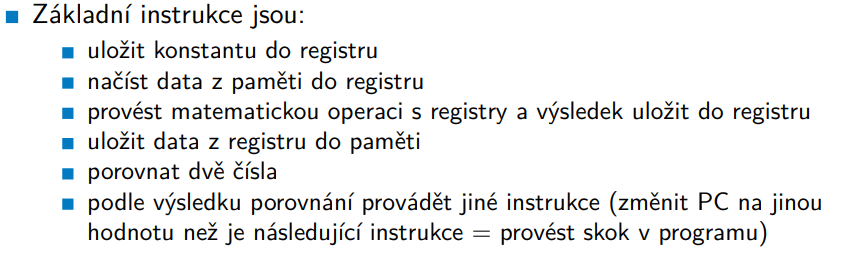 Základní instrukce jsou:
uložit konstantu do registru
načíst data z paměti do registru
provést matematickou operaci s registry a výsledek uložit do registru
uložit data z registru do paměti
porovnat dvě čísla
podle výsledku porovnání provádět jiné instrukce (změnit PC na jinou
hodnotu než je následující instrukce = provést skok v programu)